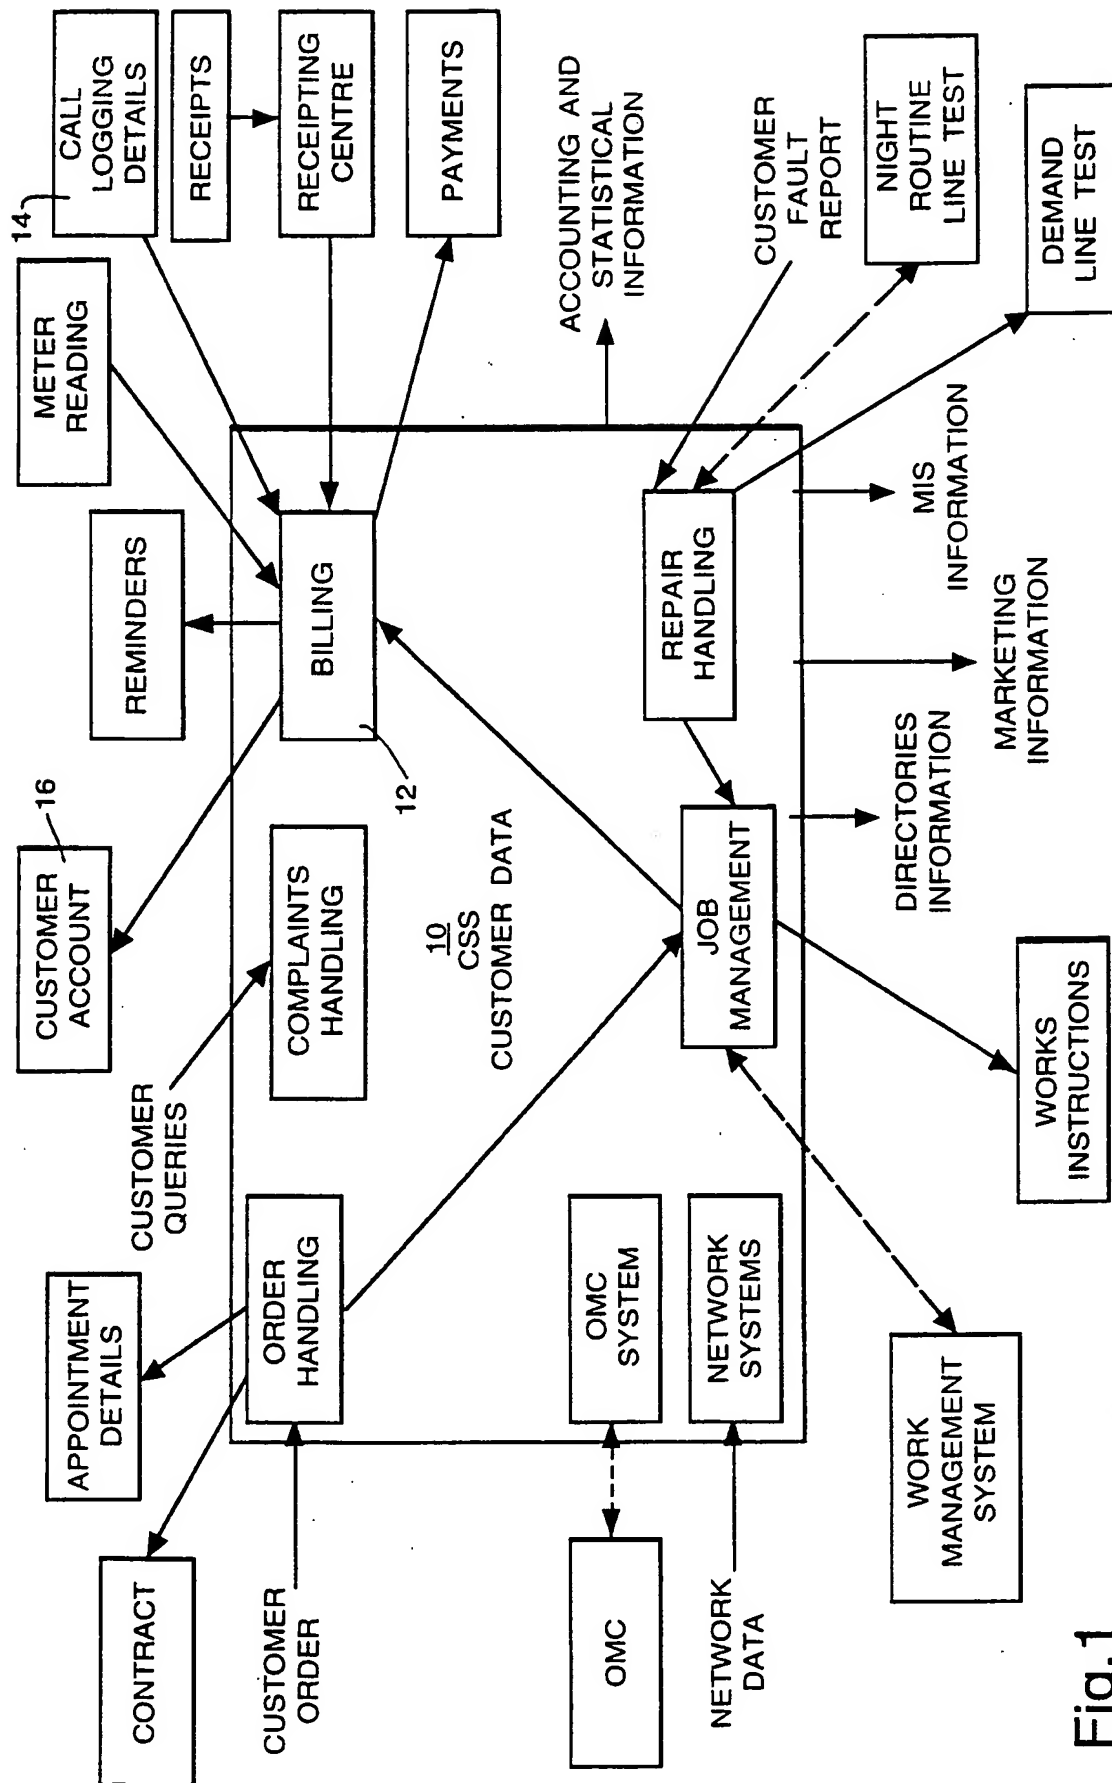 CONTRACT
APPOINTMENT
DETAILS
CUSTOMER
QUERIES
CUSTOMER
ACCOUNT
16
REMINDERS
METER
READING
14
CALL
LOGGING
DETAILS
RECEIPTS
RECEIPTING
CENTRE
PAYMENTS
CUSTOMER
ORDER
ORDER
HANDLING
COMPLAINTS
HANDLING
BILLING
12
10
CSS
CUSTOMER DATA
ACCOUNTING AND
STATISTICAL
INFORMATION
OMC
OMC
SYSTEM
NETWORK
DATA
NETWORK
SYSTEMS
JOB
MANAGEMENT
REPAIR
HANDLING
CUSTOMER
FAULT
REPORT
NIGHT
ROUTINE
LINE TEST
DEMAND
LINE TEST
WORK
MANAGEMENT
SYSTEM
WORKS
INSTRUCTIONS
DIRECTORIES
INFORMATION
MARKETING
INFORMATION
MIS
INFORMATION
Fig.1